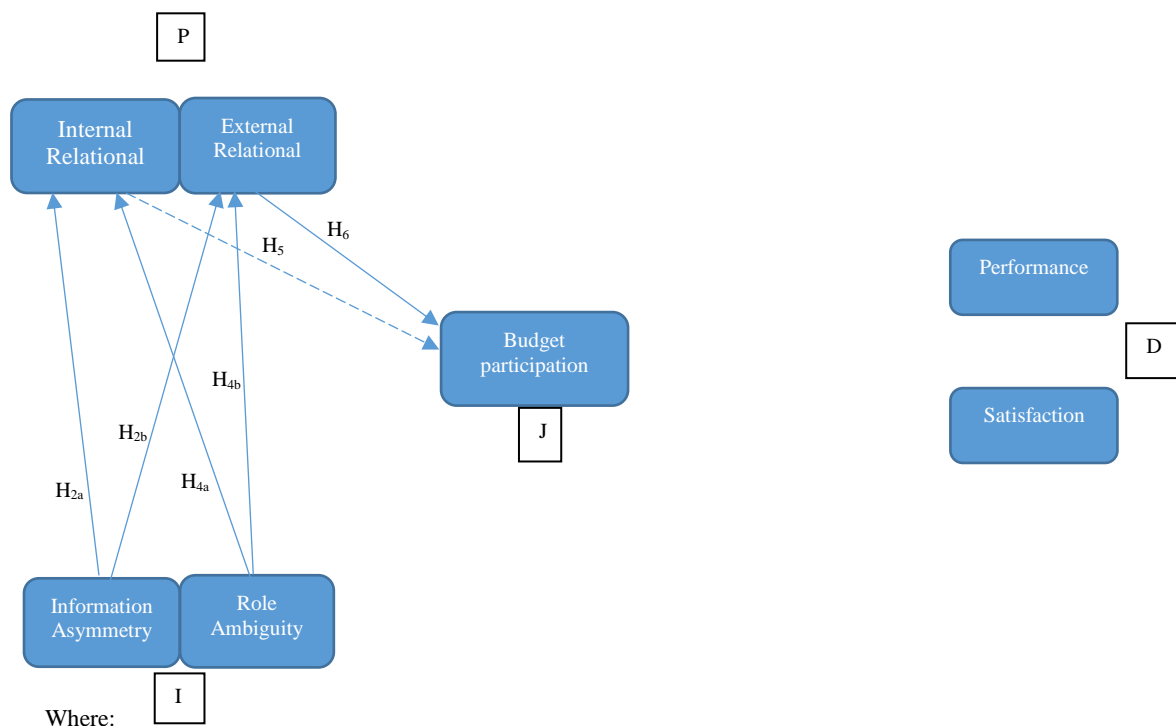 P
Internal
Relational
External
Relational
H6
H5
Performance
Budget
participation
D
H4b
Satisfaction
J
H2b
H2a
H4a
Information
Asymmetry
Role
Ambiguity
I
Where: